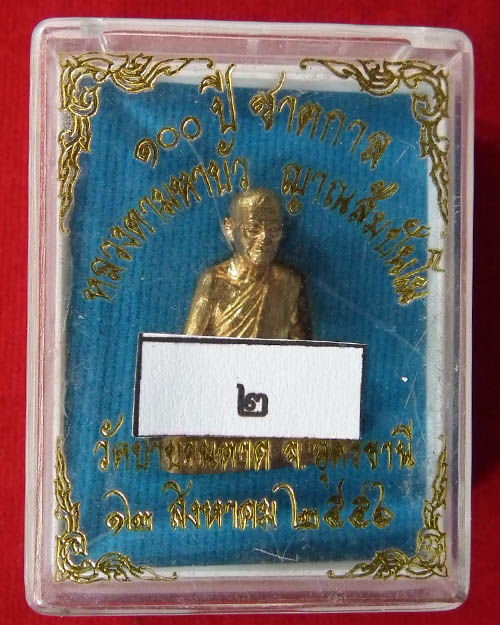 ๑๐๐ ปี ชาตกาล
หลวงตามหาบัว ญาณสัมปันโน
๒
วัดป่าบ้านตาด จ.อุดรธานี
๑๒ สิงหาคม ๒๕๕๖